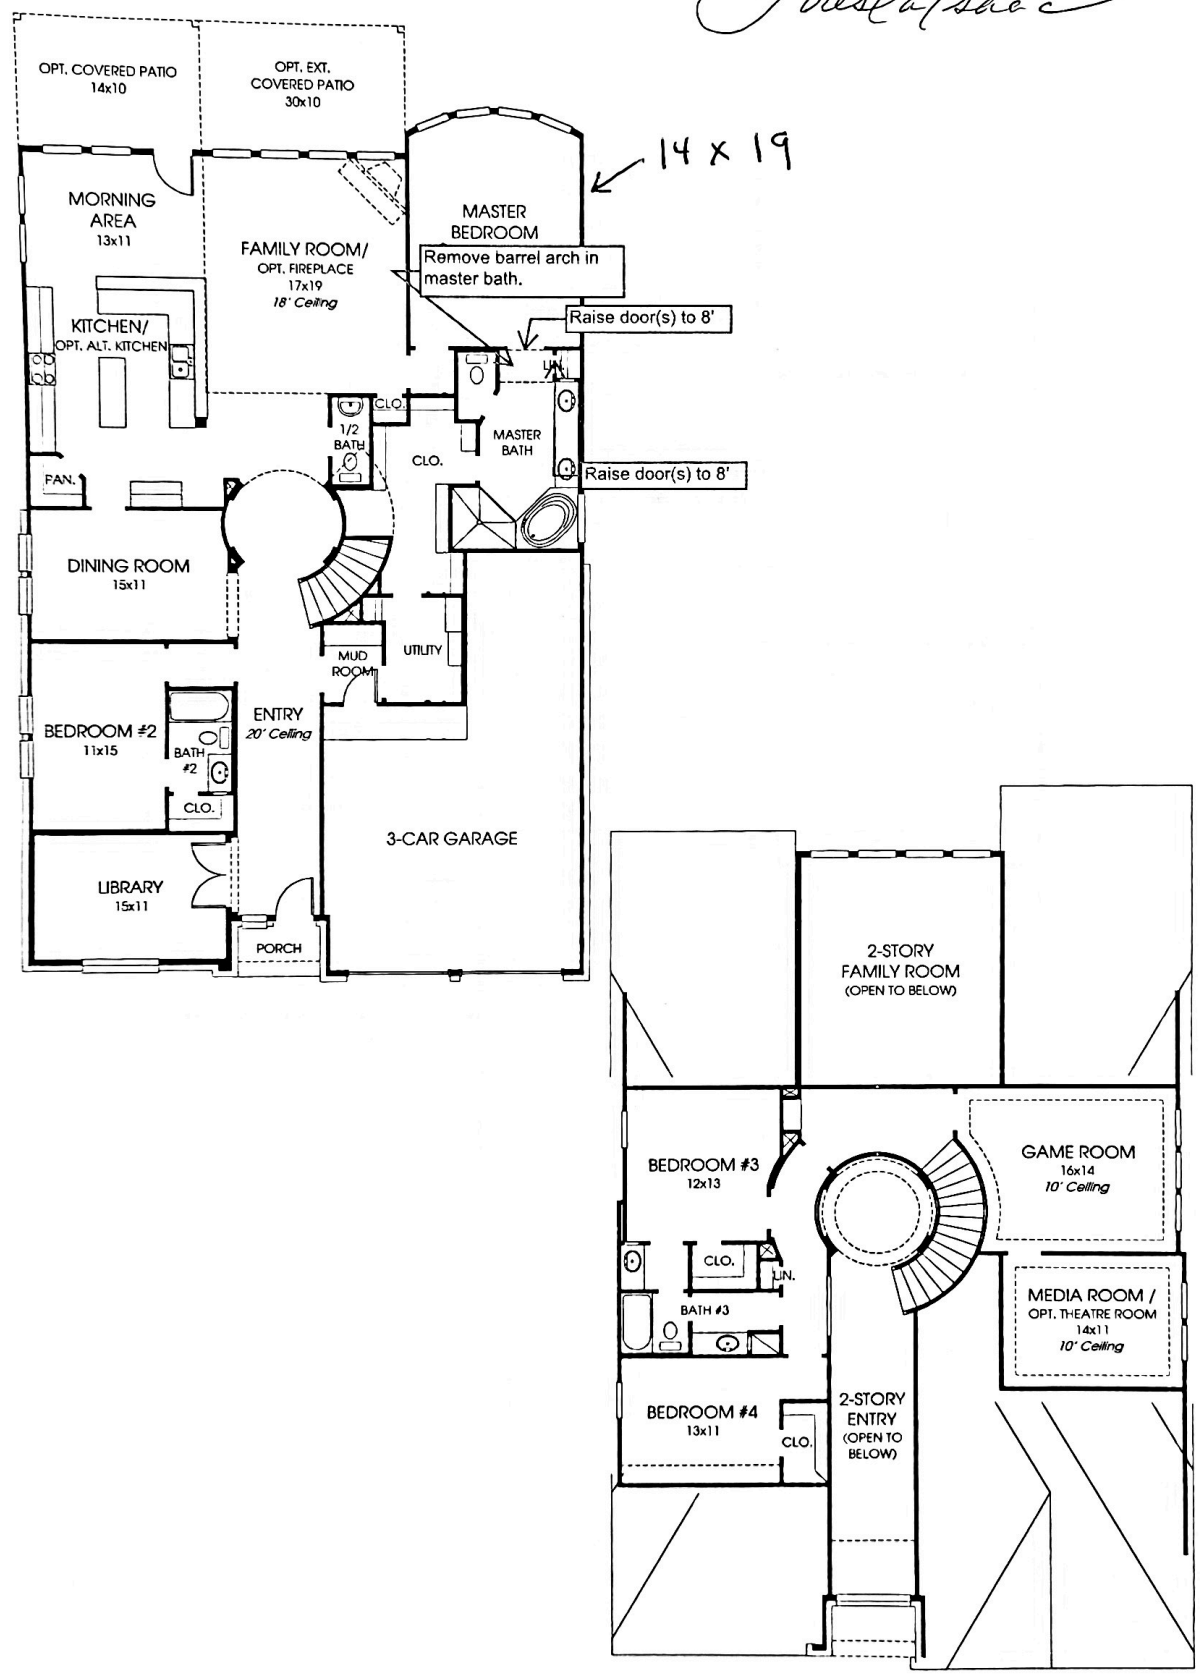 OPT. COVERED PATIO
14x10
OPT. EXT.
COVERED PATIO
30x10
14 x 19
MORNING
AREA
13x11
FAMILY ROOM/
OPT. FIREPLACE
17x19
18' Ceiling
MASTER
BEDROOM
Remove barrel arch in
master bath.
Raise door(s) to 8'
KITCHEN/
OPT. ALT. KITCHEN
LIN.
CLO.
1/2
BATH
CLO.
MASTER
BATH
Raise door(s) to 8'
PAN.
DINING ROOM
15x11
MUD
ROOM
UTILITY
BEDROOM #2
11x15
BATH
#2
CLO.
ENTRY
20' Ceiling
3-CAR GARAGE
LIBRARY
15x11
PORCH
2-STORY
FAMILY ROOM
(OPEN TO BELOW)
BEDROOM #3
12x13
GAME ROOM
16x14
10' Ceiling
CLO.
LIN.
BATH #3
MEDIA ROOM /
OPT. THEATRE ROOM
14x11
10' Ceiling
BEDROOM #4
13x11
CLO.
2-STORY
ENTRY
(OPEN TO
BELOW)